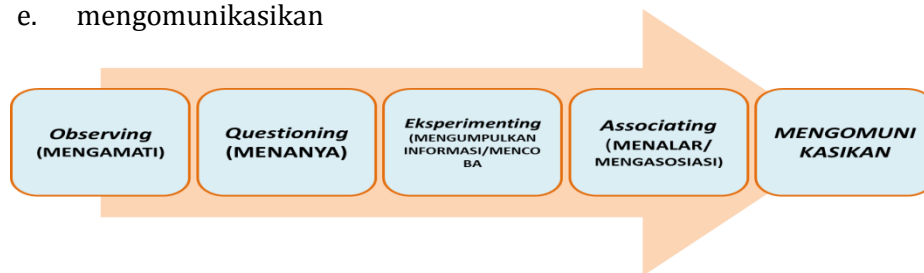 e. mengomunikasikan
Observing
(MENGAMATI)
Questioning
(MENANYA)
Eksperimenting
(MENGUMPULKAN
INFORMASI/MENCO
BA
Associating
(MENALAR/
MENGASOSIASI)
MENGOMUNI
KASIKAN